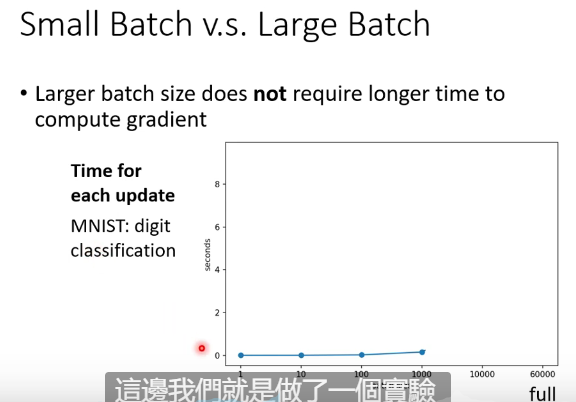 Small Batch v.s. Large Batch
• Larger batch size does not require longer time to
compute gradient
Time for
each update
MNIST: digit
classification
seconds
8
6
4
2
0
1
10
100
1000
10000
60000
full
這邊我們就是做了一個實驗